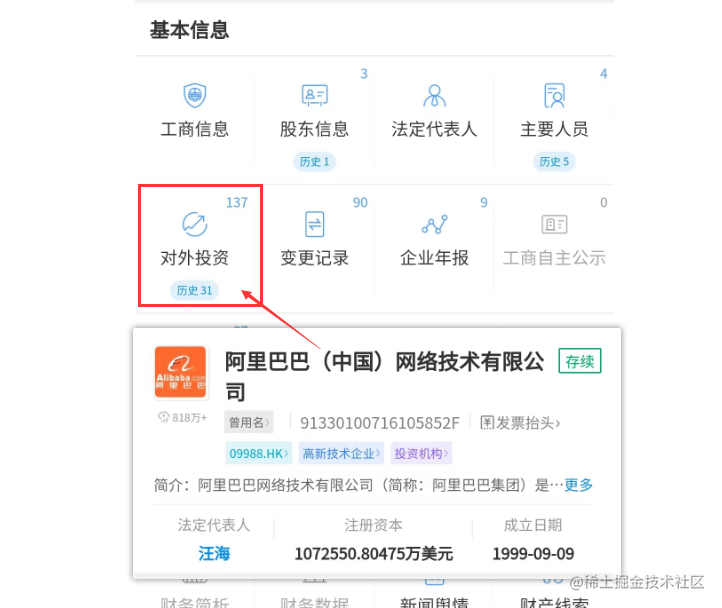 基本信息
3
4
工商信息
股东信息
法定代表人
主要人员
历史 1
历史 5
137
90
9
0
对外投资
变更记录
企业年报
工商自主公示
历史 31
阿里巴巴（中国）网络技术有限公
司
存续
Alibaba.com
阿里巴巴
818万+
曾用名›
91330100716105852F
发票抬头›
09988.HK›
高新技术企业›
投资机构›
简介：阿里巴巴网络技术有限公司（简称：阿里巴巴集团）是…更多
法定代表人
注册资本
成立日期
汪海
1072550.80475万美元
1999-09-09
@稀土掘金技术社区
财务简析
财务数据
新闻舆情
财产线索